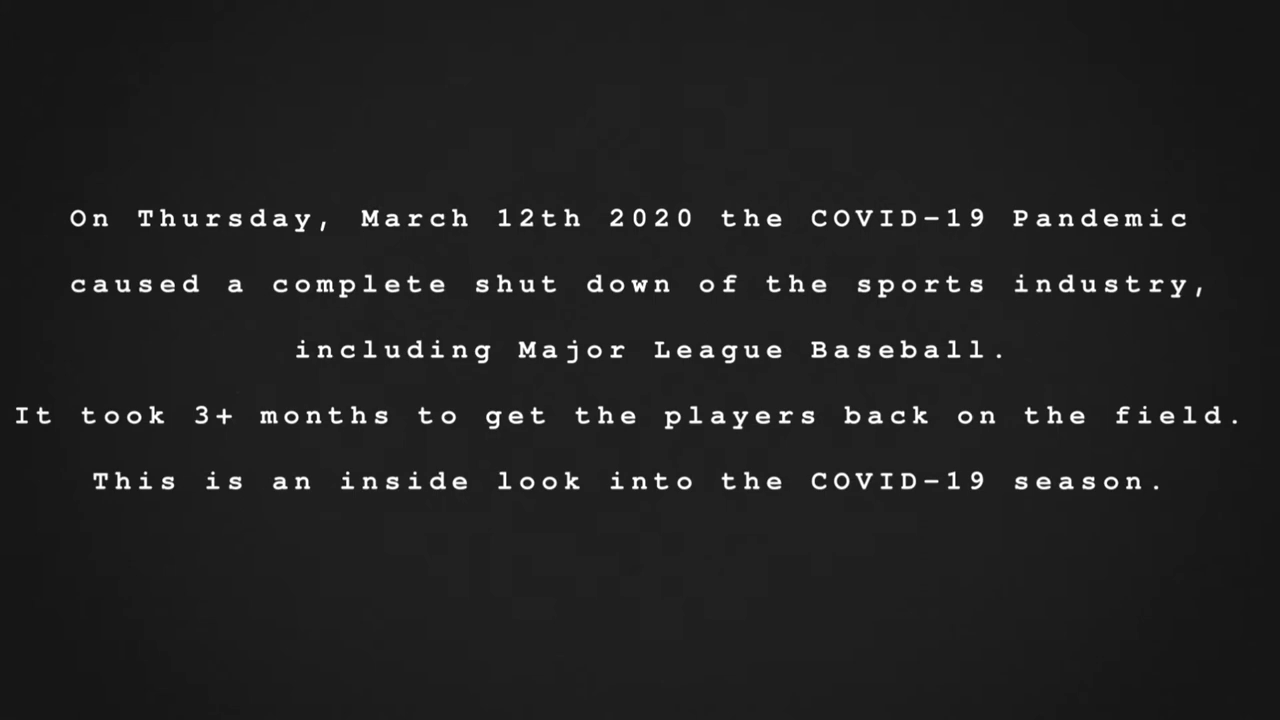 On Thursday, March 12th 2020 the COVID-19 Pandemic
caused a complete shut down of the sports industry,
including Major League Baseball.
It took 3+ months to get the players back on the field.
This is an inside look into the COVID-19 season.